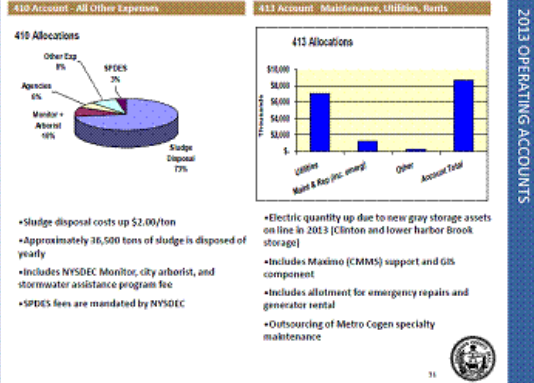 410 Account - All Other Expenses
410 Allocations
Other Exp
8%
SPDES
3%
Agencies
6%
Monitor +
Arborist
10%
Sludge
Disposal
73%
•Sludge disposal costs up $2.00/ton
•Approximately 36,500 tons of sludge is disposed of
yearly
•Includes NYSDEC Monitor, city arborist, and
stormwater assistance program fee
•SPDES fees are mandated by NYSDEC
413 Account - Maintenance, Utilities, Rents
413 Allocations
Thousands
$10,000
$8,000
$6,000
$4,000
$2,000
$-
Utilities
Maint & Rep (inc. emerg)
Other
Account Total
•Electric quantity up due to new gray storage assets
on line in 2013 (Clinton and lower harbor Brook
storage)
•Includes Maximo (CMMS) support and GIS
component
•Includes allotment for emergency repairs and
generator rental
•Outsourcing of Metro Cogen specialty
maintenance
2013 OPERATING ACCOUNTS